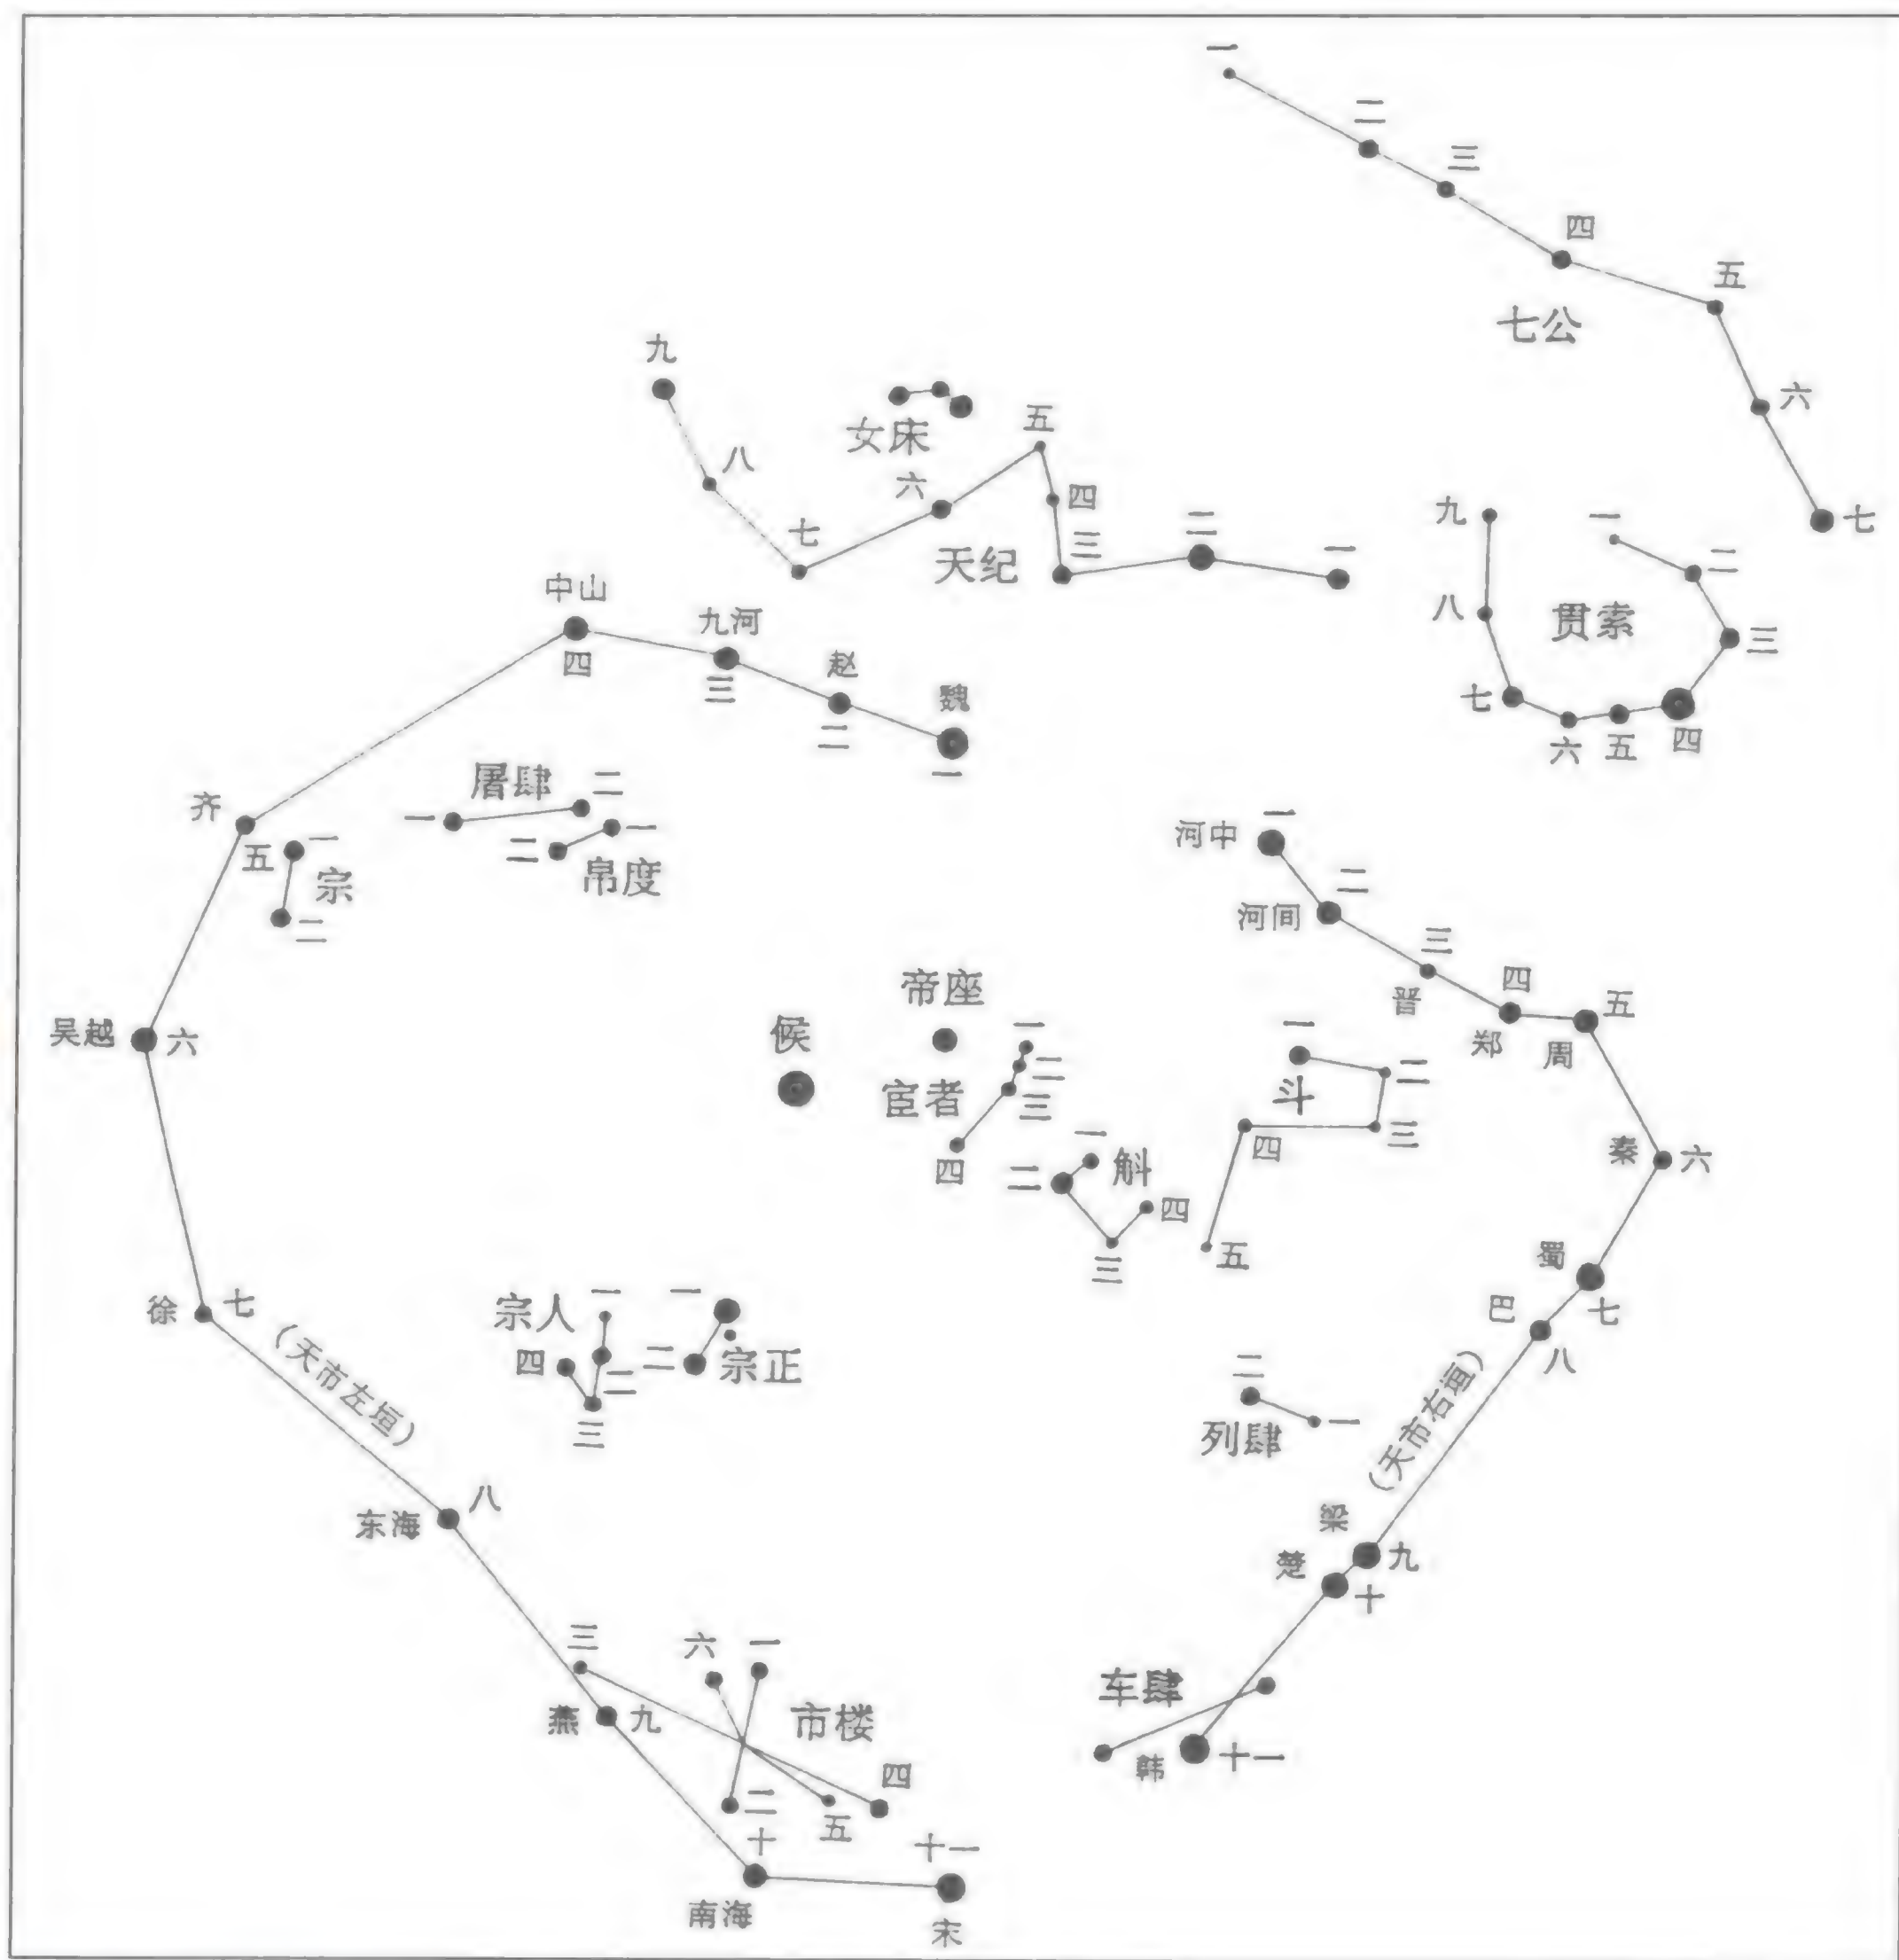 一
二
三
四
五
七公
六
七
九
八
女床
五
六
四
七
天纪
三
二
一
九
一
二
八
贯索
三
七
六
五
四
中山
四
九河
三
赵
二
魏
一
屠肆
一
二
二
一
帛度
齐
五
一
宗
二
河中
一
二
河间
三
晋
四
郑
五
周
吴越
六
候
帝座
宦者
一
二
三
四
一
斗
二
三
四
五
一
斛
二
四
三
秦
六
蜀
七
巴
八
徐
七
(天市左垣)
宗人
一
四
二
三
一
二
宗正
二
一
列肆
(天市右垣)
东海
八
梁
九
楚
十
三
六
一
市楼
燕
九
四
二
五
车肆
韩
十一
十
南海
十一
宋